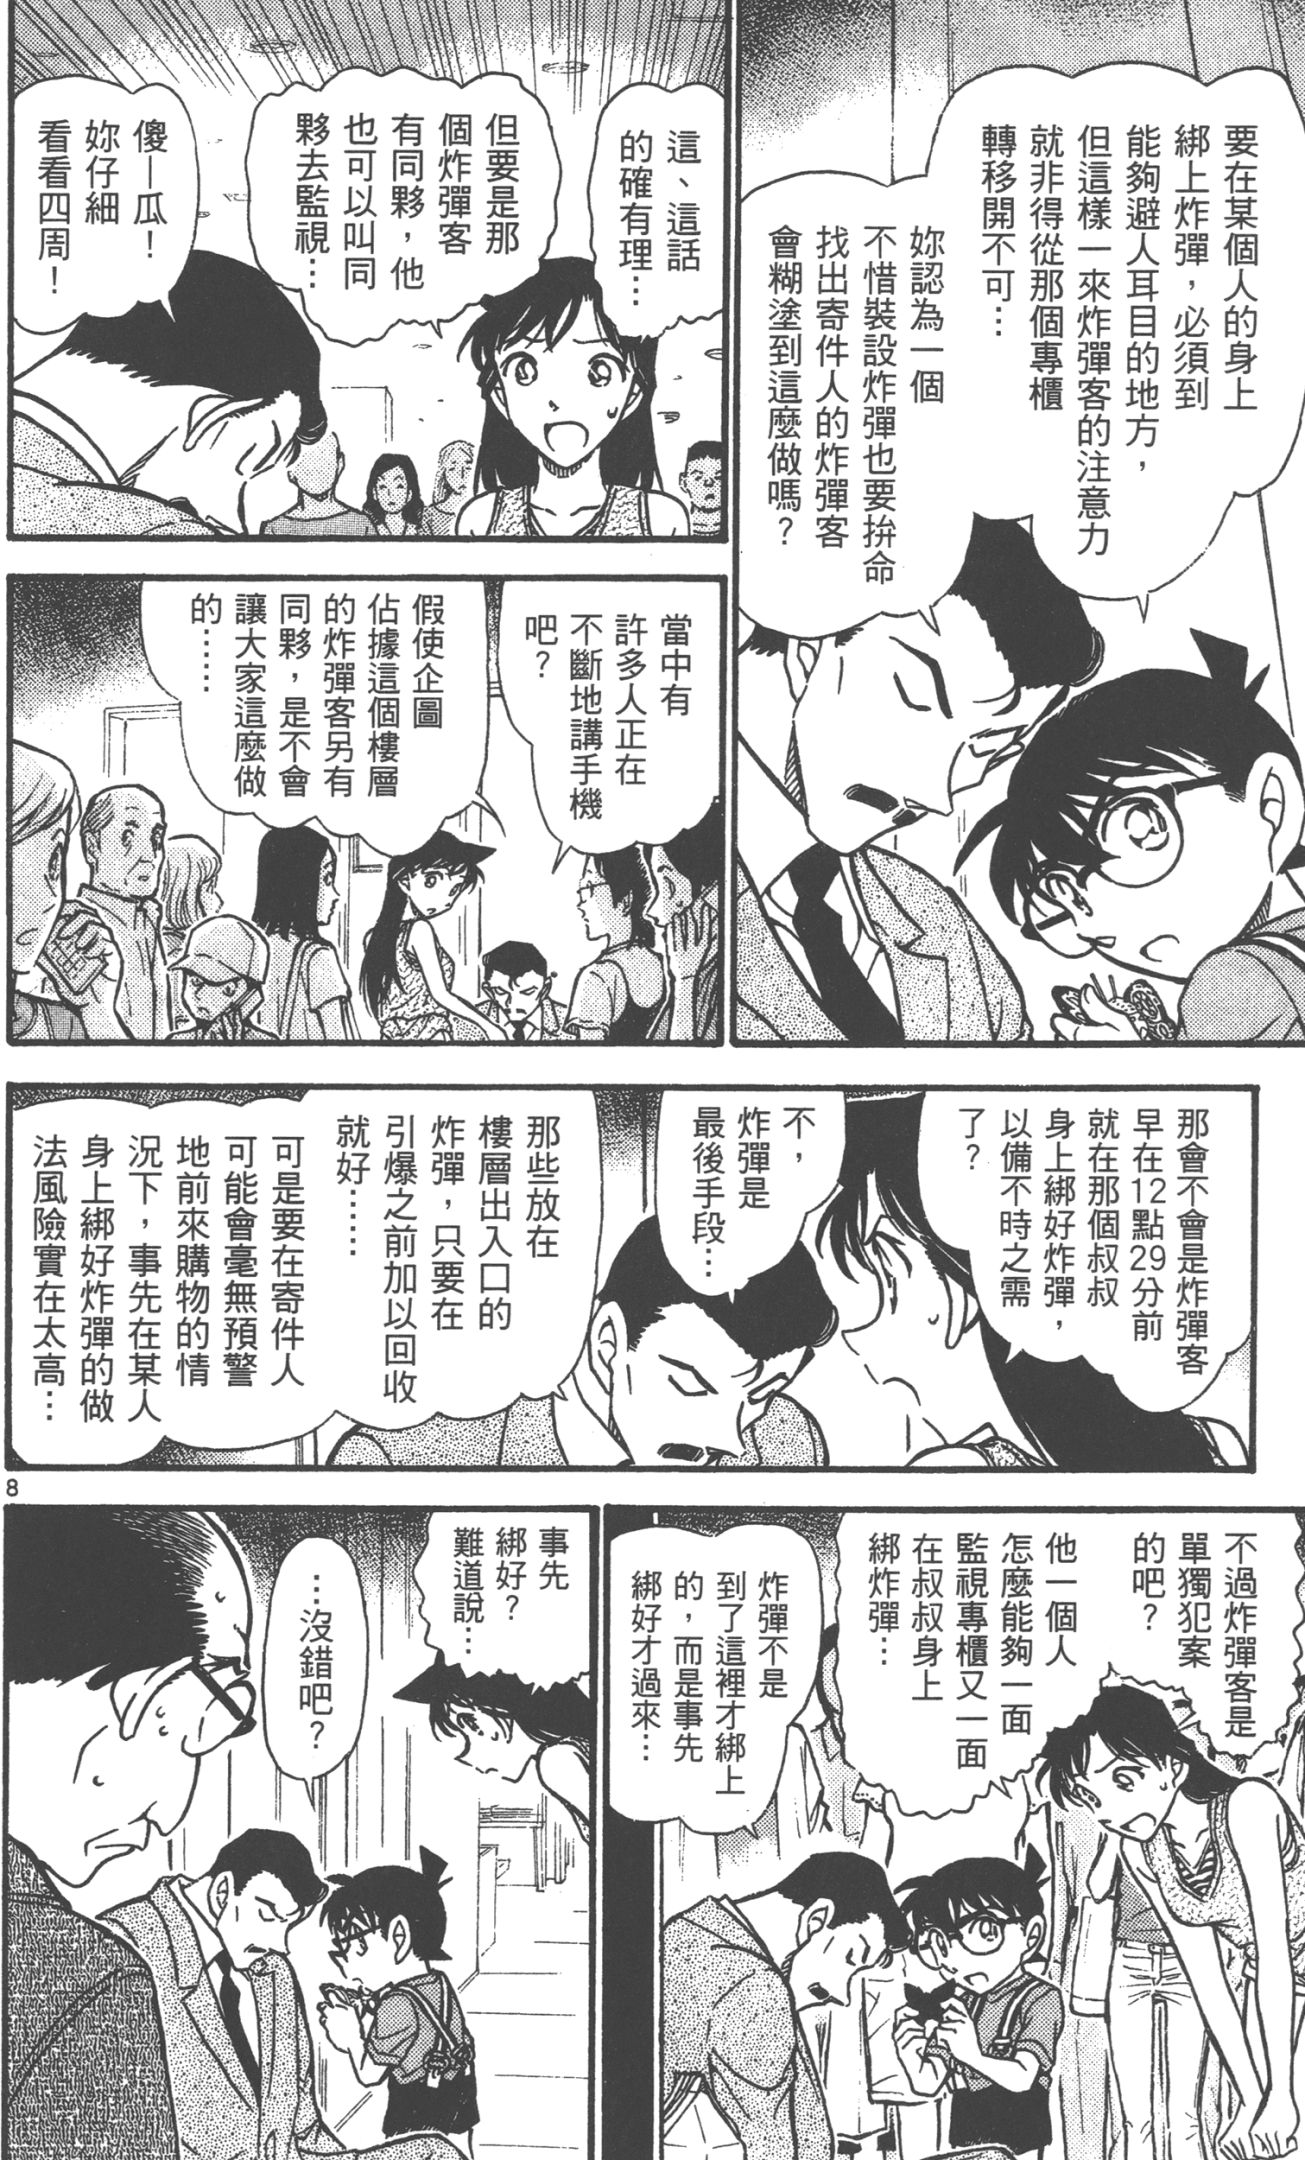 要在某個人的身上
綁上炸彈，必須到
能夠避人耳目的地方，
但這樣一來炸彈客的注意力
就非得從那個專櫃
轉移開不可…
妳認為一個
不惜裝設炸彈也要拚命
找出寄件人的炸彈客
會糊塗到這麼做嗎？
這、這話
的確有理…
但要是那
個炸彈客
有同夥，他
也可以叫同
夥去監視…
傻—瓜！
妳仔細
看看四周！
當中有
許多人正在
不斷地講手機
吧？
假使企圖
佔據這個樓層
的炸彈客另有
同夥，是不會
讓大家這麼做
的……
那會不會是炸彈客
早在12點29分前
就在那個叔叔
身上綁好炸彈，
以備不時之需
了？
不，
炸彈是
最後手段…
那些放在
樓層出入口的
炸彈，只要在
引爆之前加以回收
就好……
可是要在寄件人
可能會毫無預警
地前來購物的情
況下，事先在某人
身上綁好炸彈的做
法風險實在太高…
8
不過炸彈客是
單獨犯案
的吧？
他一個人
怎麼能夠一面
監視專櫃又一面
在叔叔身上
綁炸彈…
炸彈不是
到了這裡才綁上
的，而是事先
綁好才過來…
事先
綁好？
難道說…
…沒錯吧？